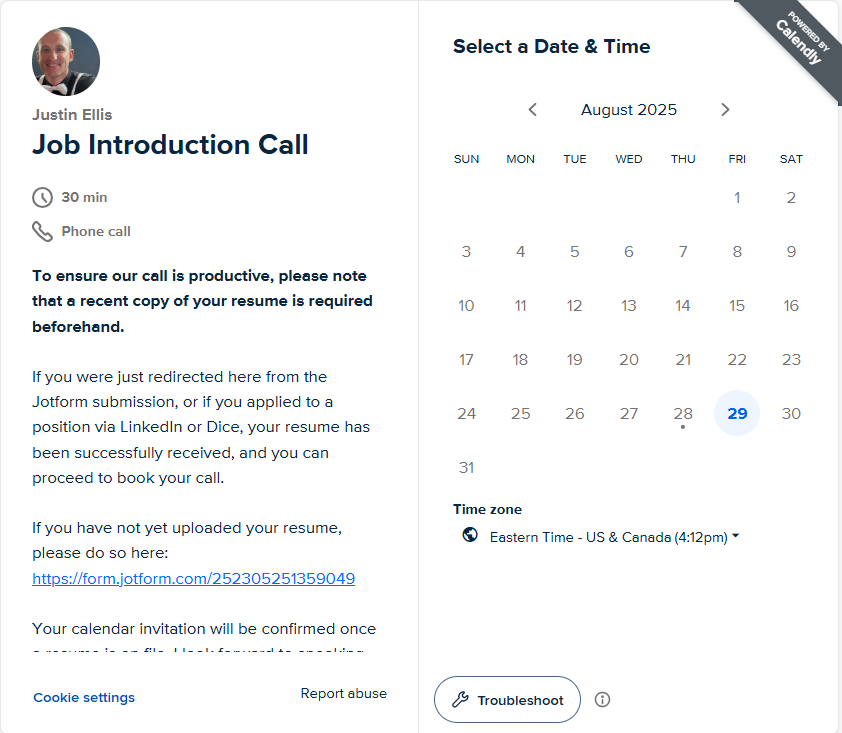 Justin Ellis
Job Introduction Call
30 min
Phone call
To ensure our call is productive, please note
that a recent copy of your resume is required
beforehand.
If you were just redirected here from the
Jotform submission, or if you applied to a
position via LinkedIn or Dice, your resume has
been successfully received, and you can
proceed to book your call.
If you have not yet uploaded your resume,
please do so here:
https://form.jotform.com/252305251359049
Your calendar invitation will be confirmed once
Cookie settings
Report abuse
Select a Date & Time
POWERED BY
Calendly
August 2025
SUN MON TUE WED THU FRI SAT
1 2
3 4 5 6 7 8 9
10 11 12 13 14 15 16
17 18 19 20 21 22 23
24 25 26 27 28 29 30
31
Time zone
Eastern Time - US & Canada (4:12pm)
Troubleshoot